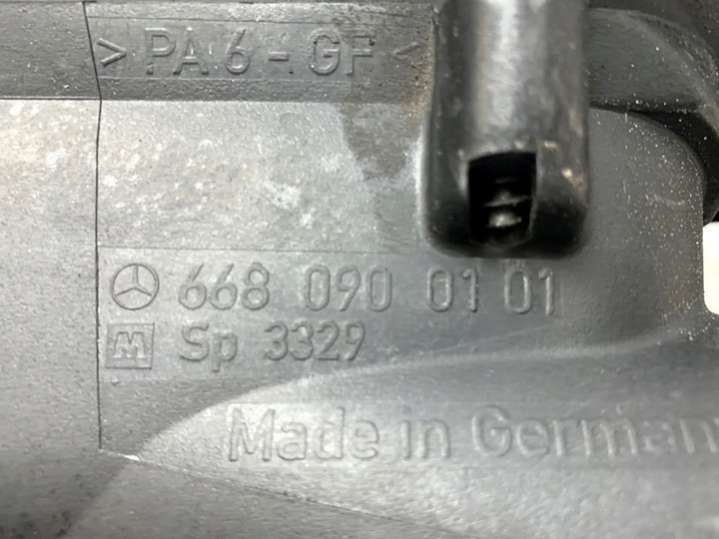 > PA 6 - GF <
668 090 01 01
M Sp 3329
Made in German